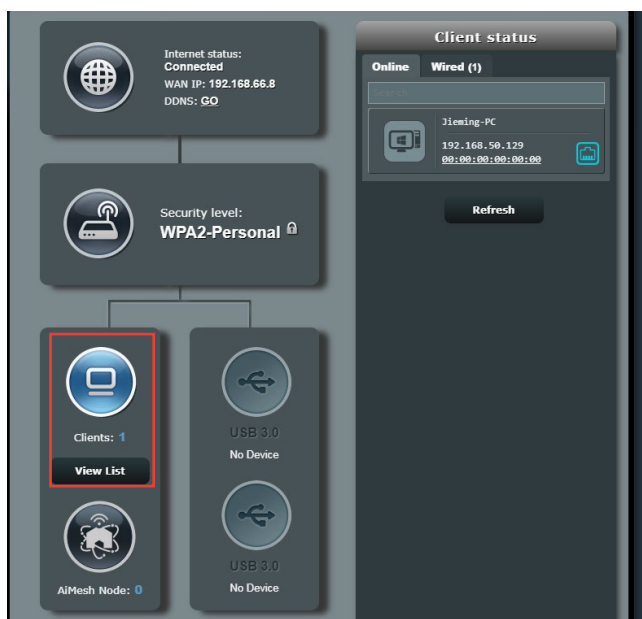 Internet status:
Connected
WAN IP: 192.168.66.8
DDNS: GO
Security level:
WPA2-Personal
Clients: 1
View List
AiMesh Node: 0
USB 3.0
No Device
USB 3.0
No Device
Client status
Online Wired (1)
Search
Jieming-PC
192.168.50.129
00:00:00:00:00:00
Refresh